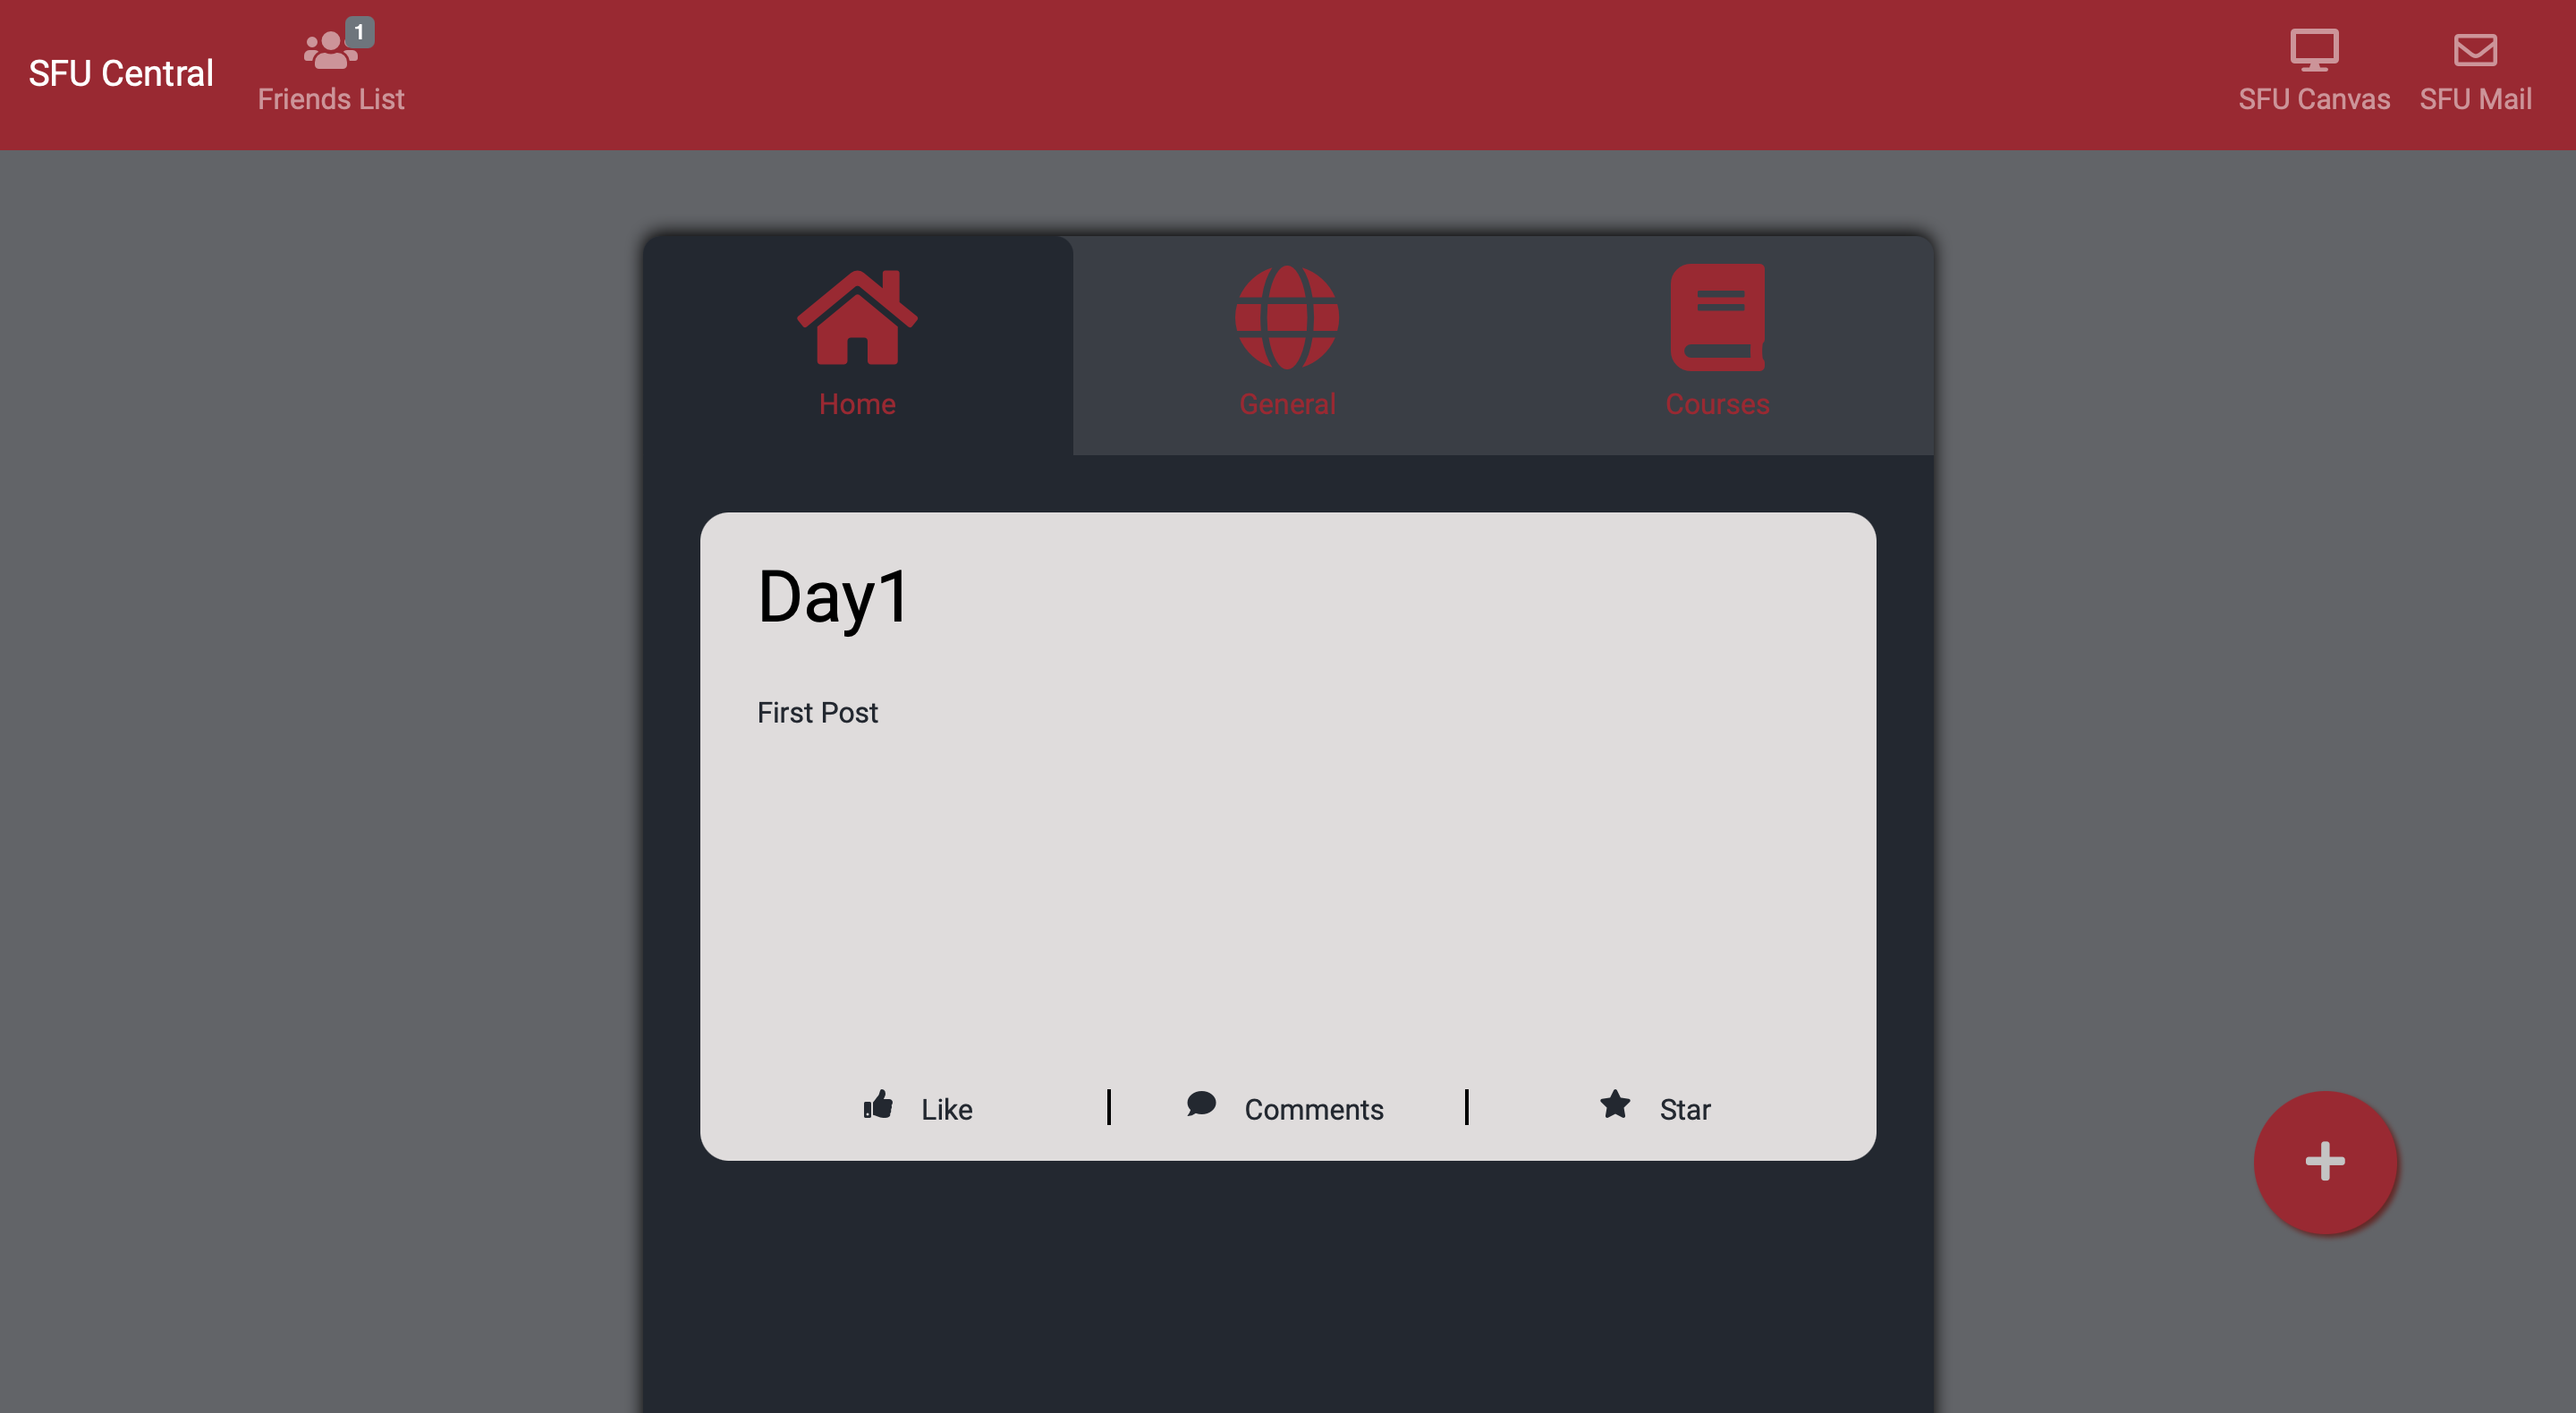 SFU Central
1
Friends List
SFU Canvas
SFU Mail
Home
General
Courses
Day1
First Post
Like
Comments
Star